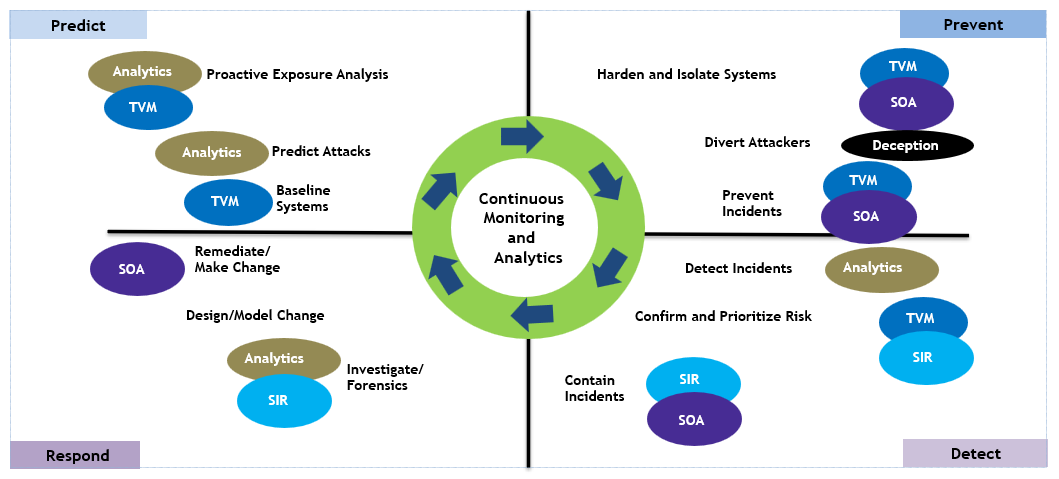 Predict
Prevent
Analytics
Proactive Exposure Analysis
TVM
Analytics
Predict Attacks
TVM
Baseline
Systems
Harden and Isolate Systems
TVM
SOA
Divert Attackers
Deception
Prevent
Incidents
TVM
SOA
Continuous
Monitoring
and
Analytics
SOA
Remediate/
Make Change
Design/Model Change
Analytics
SIR
Investigate/
Forensics
Detect Incidents
Analytics
Confirm and Prioritize Risk
TVM
SIR
Contain
Incidents
SIR
SOA
Respond
Detect